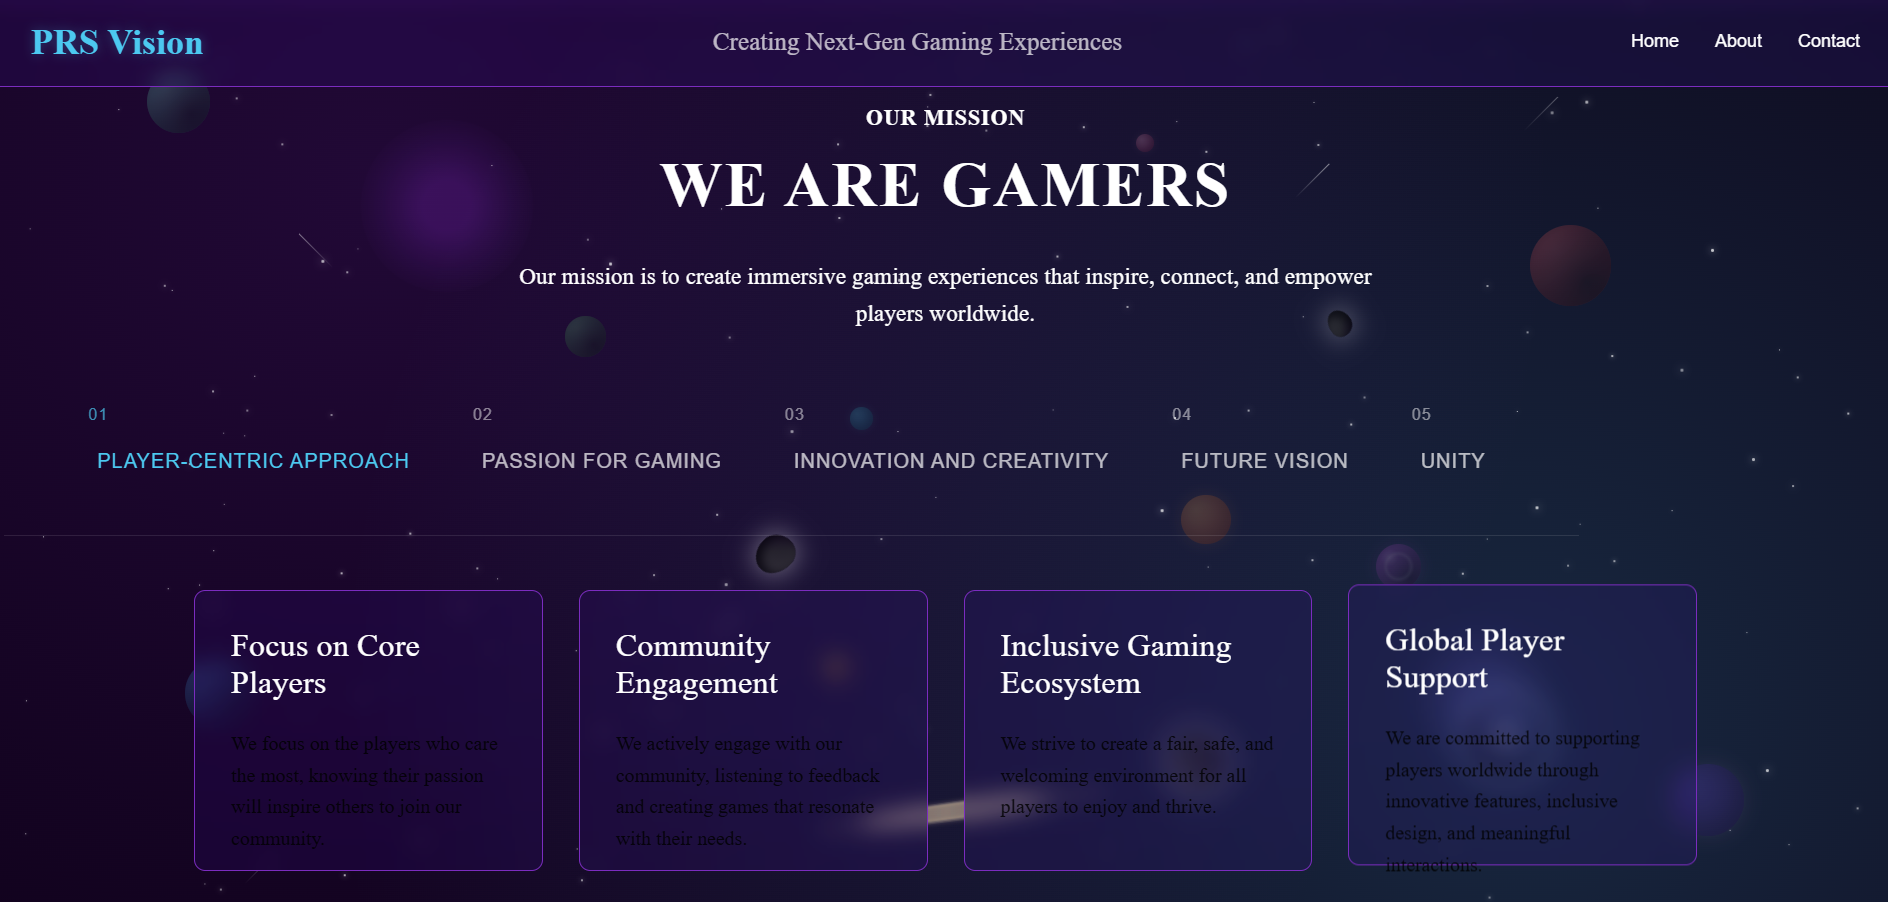 PRS Vision
Creating Next-Gen Gaming Experiences
Home
About
Contact
OUR MISSION
WE ARE GAMERS
Our mission is to create immersive gaming experiences that inspire, connect, and empower
players worldwide.
01
PLAYER-CENTRIC APPROACH
02
PASSION FOR GAMING
03
INNOVATION AND CREATIVITY
04
FUTURE VISION
05
UNITY
Focus on Core
Players
We focus on the players who care
the most, knowing their passion
will inspire others to join our
community.
Community
Engagement
We actively engage with our
community, listening to feedback
and creating games that resonate
with their needs.
Inclusive Gaming
Ecosystem
We strive to create a fair, safe, and
welcoming environment for all
players to enjoy and thrive.
Global Player
Support
We are committed to supporting
players worldwide through
innovative features, inclusive
design, and meaningful
interactions.